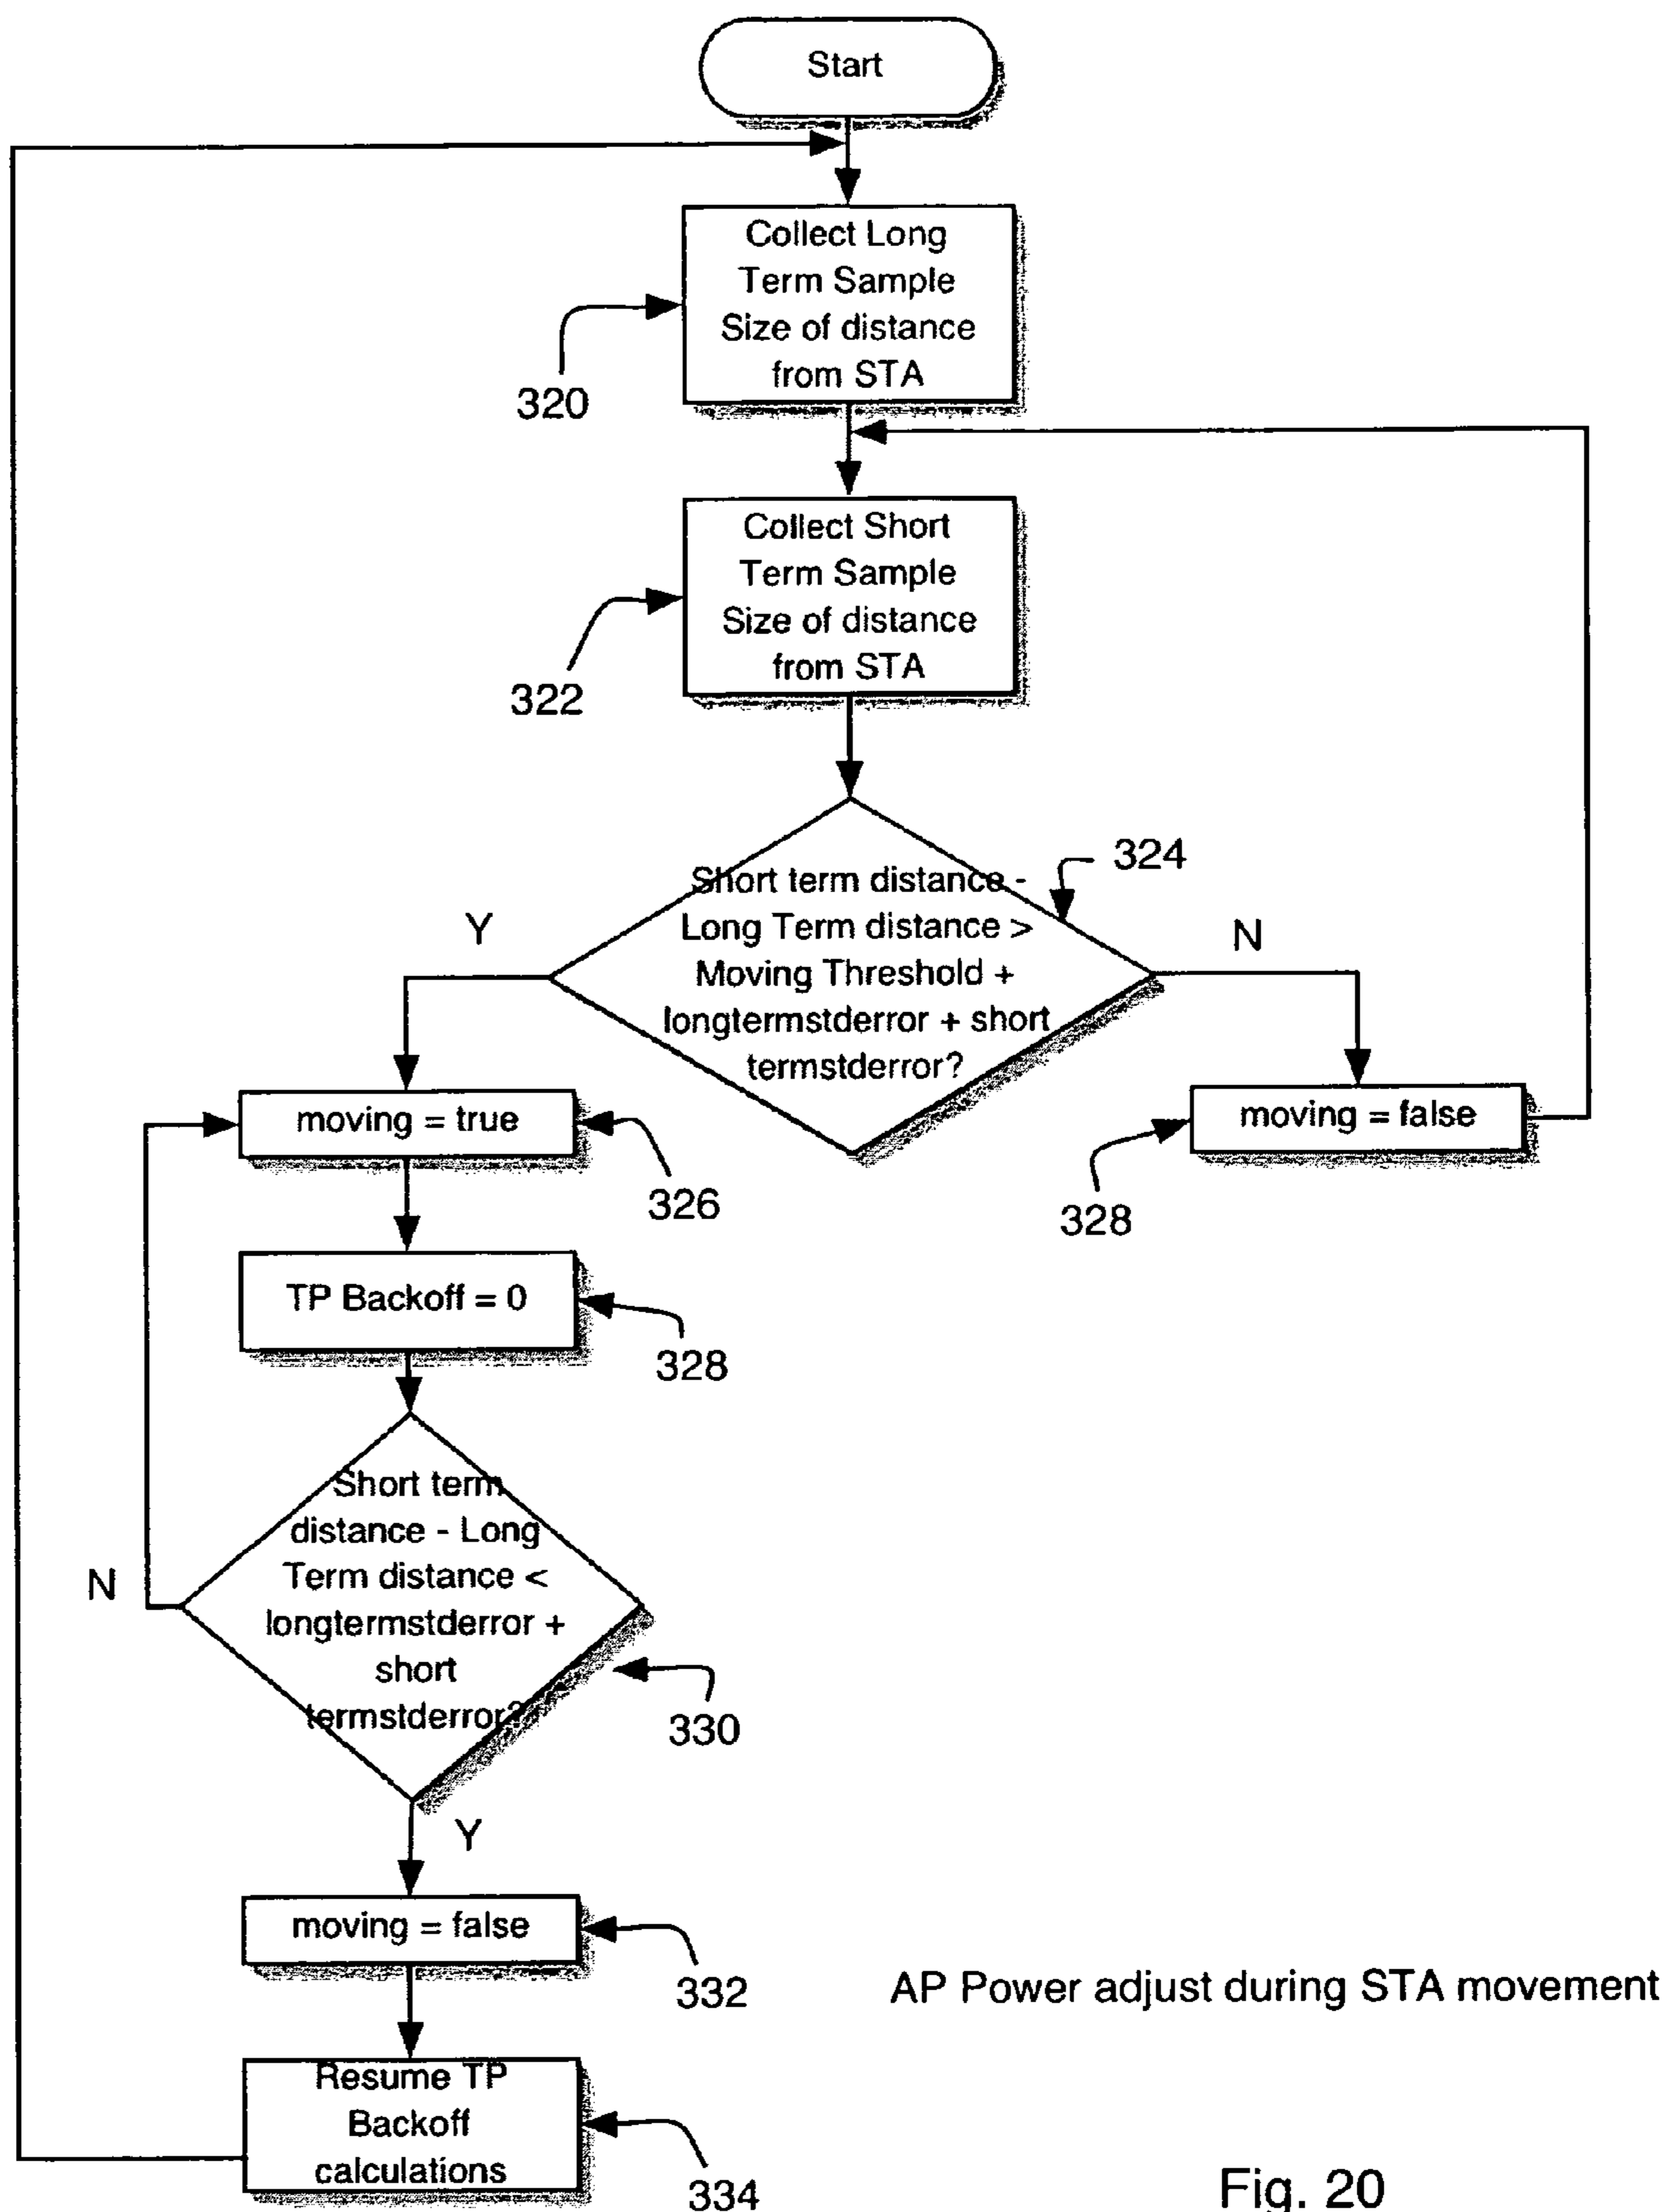 Start
Collect Long
Term Sample
Size of distance
from STA
320
Collect Short
Term Sample
Size of distance
from STA
322
Short term distance -
Long Term distance >
Moving Threshold +
longtermstderror + short
termstderror?
324
Y
N
moving = true
326
moving = false
328
TP Backoff = 0
328
Short term
distance - Long
Term distance <
longtermstderror +
short
termstderror?
330
N
Y
moving = false
332
AP Power adjust during STA movement
Resume TP
Backoff
calculations
334
Fig. 20